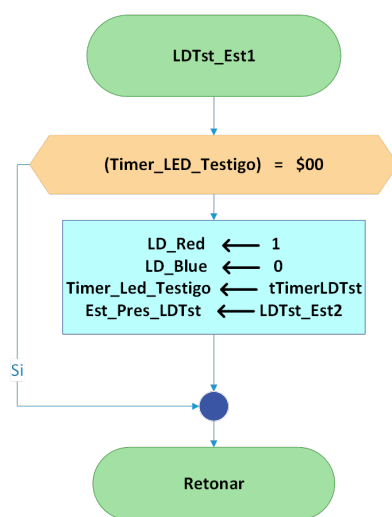 LDTst_Est1
(Timer_LED_Testigo) = $00
LD_Red ← 1
LD_Blue ← 0
Timer_Led_Testigo ← tTimerLDTst
Est_Pres_LDTst ← LDTst_Est2
Si
Retonar